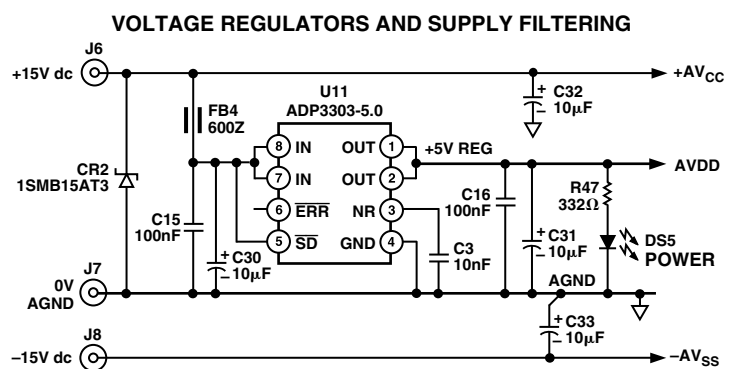 VOLTAGE REGULATORS AND SUPPLY FILTERING
J6
+15V dc
+AVCC
U11
ADP3303-5.0
FB4
600Z
+ C32
– 10µF
8 IN
OUT 1
+5V REG
7 IN
OUT 2
AVDD
CR2
1SMB15AT3
6 ERR
NR 3
C16
100nF
R47
332Ω
C15
100nF
5 SD
GND 4
+ C30
– 10µF
C3
10nF
+ C31
– 10µF
DS5
POWER
J7
0V
AGND
AGND
+ C33
– 10µF
J8
–15V dc
–AVSS